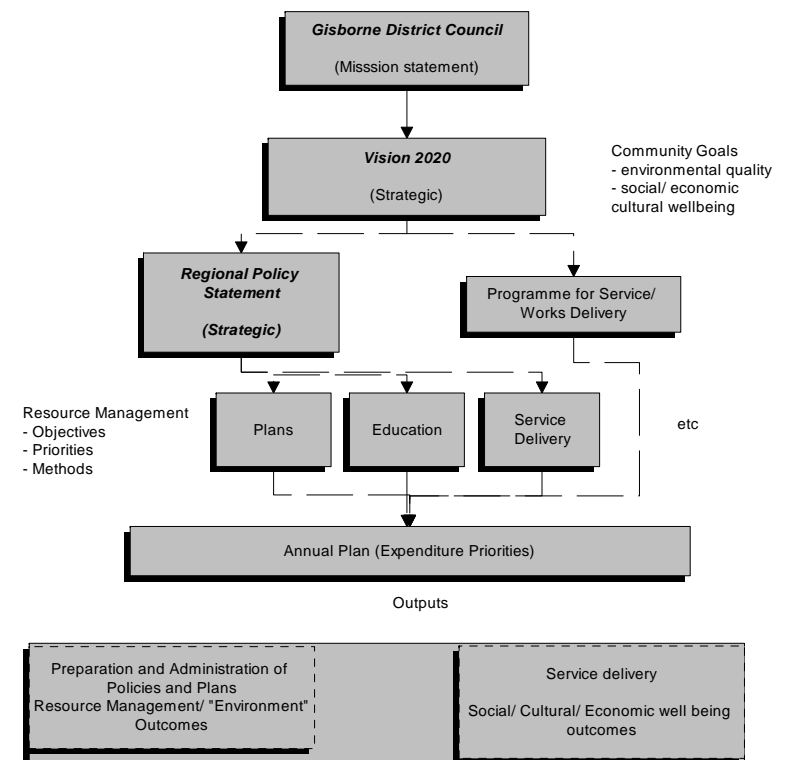 Gisborne District Council
(Misssion statement)
Vision 2020
(Strategic)
Community Goals
- environmental quality
- social/ economic
cultural wellbeing
Regional Policy
Statement
(Strategic)
Programme for Service/
Works Delivery
Resource Management
- Objectives
- Priorities
- Methods
Plans
Education
Service
Delivery
etc
Annual Plan (Expenditure Priorities)
Outputs
Preparation and Administration of
Policies and Plans
Resource Management/ "Environment"
Outcomes
Service delivery
Social/ Cultural/ Economic well being
outcomes